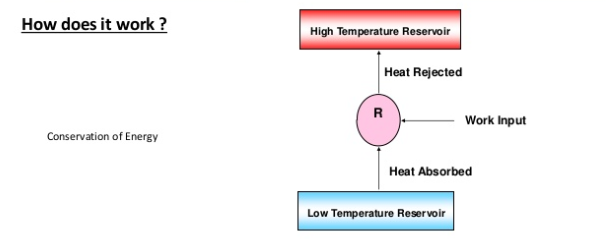 How does it work ?
High Temperature Reservoir
Heat Rejected
R
Work Input
Conservation of Energy
Heat Absorbed
Low Temperature Reservoir